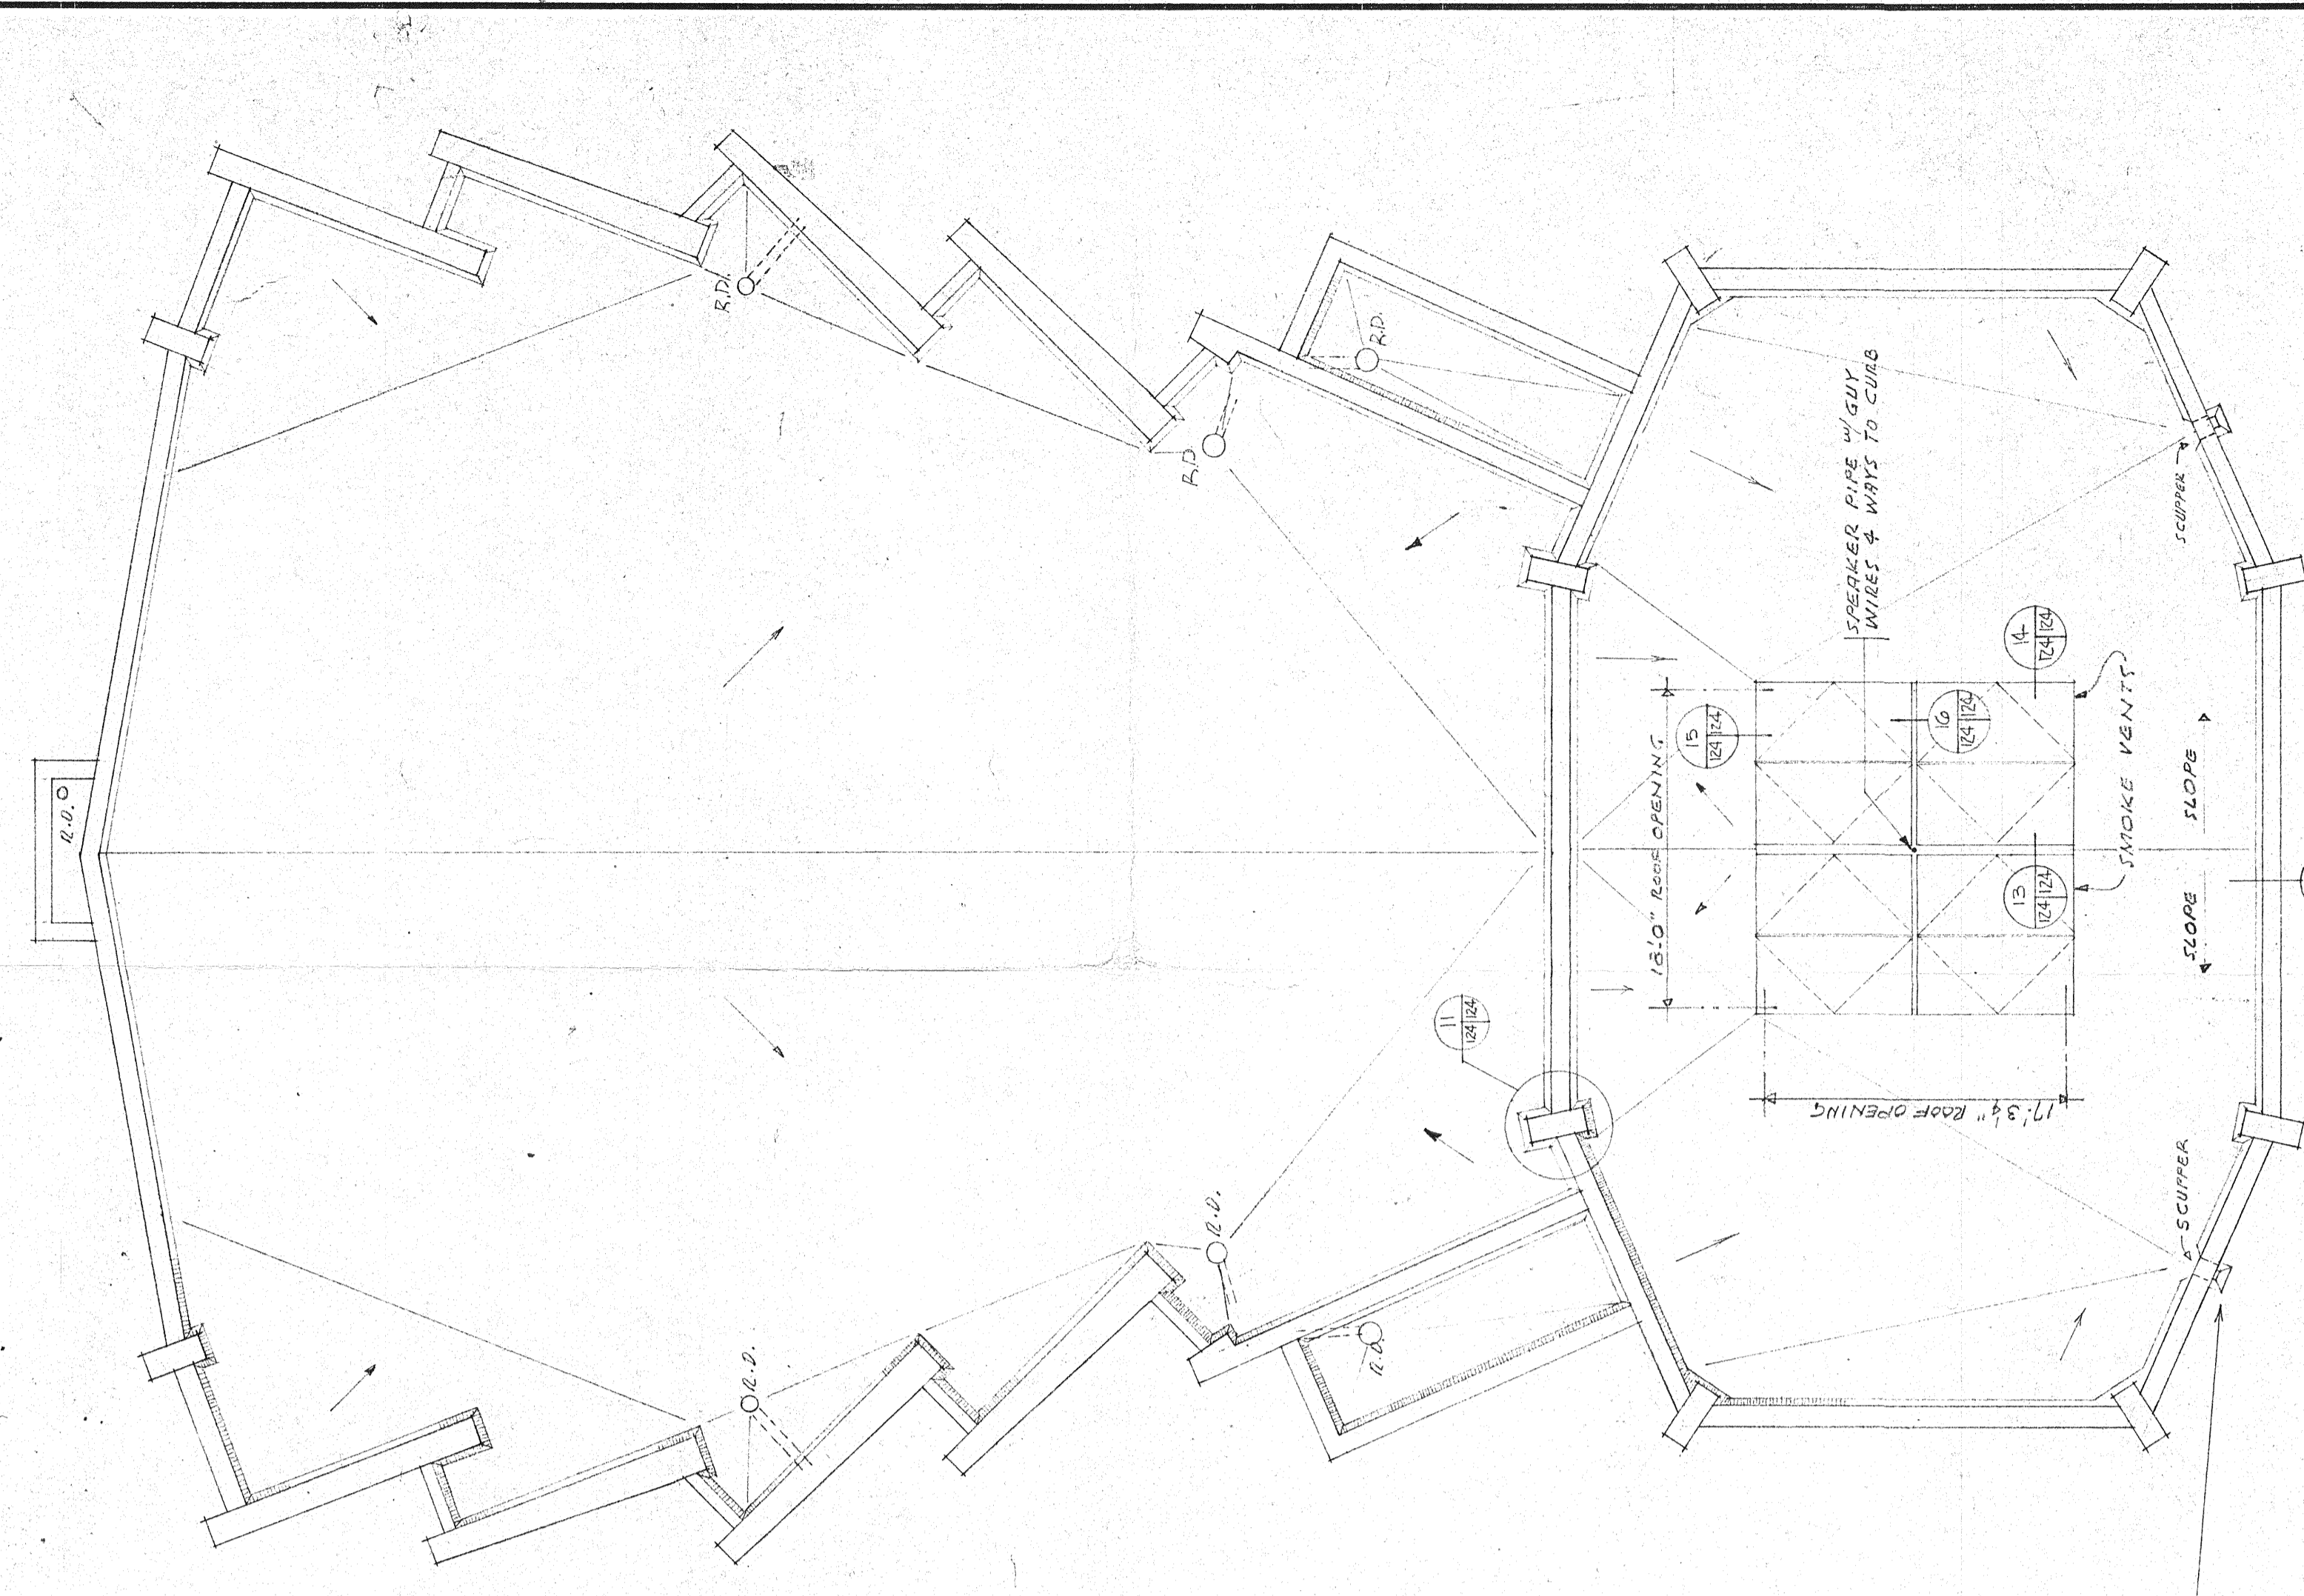 R.D.
R.D.
R.D.
R.D.
SPEAKER PIPE W/ GUY
WIRES 4 WAYS TO CURB
SCUPPER
14
124 124
15
124 124
16
124 124
18'-0" ROOF OPENING
SMOKE VENTS
SLOPE
SLOPE
13
124 124
11
124 124
17'-3¼" ROOF OPENING
SCUPPER
R.D.
R.D.
R.D.